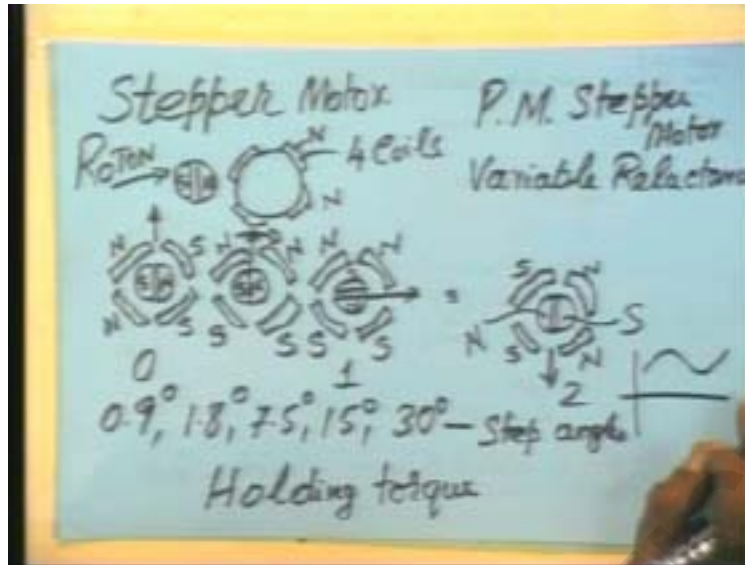 Stepper Motor
P.M. Stepper
Motor
Variable Reluctan
ROTOR
N
4 Coils
N
N S N N N N
S N
N S S S S S
S N
N S
S N
0 1 2
0.9°, 1.8°, 7.5°, 15°, 30° - Step angle
Holding torque